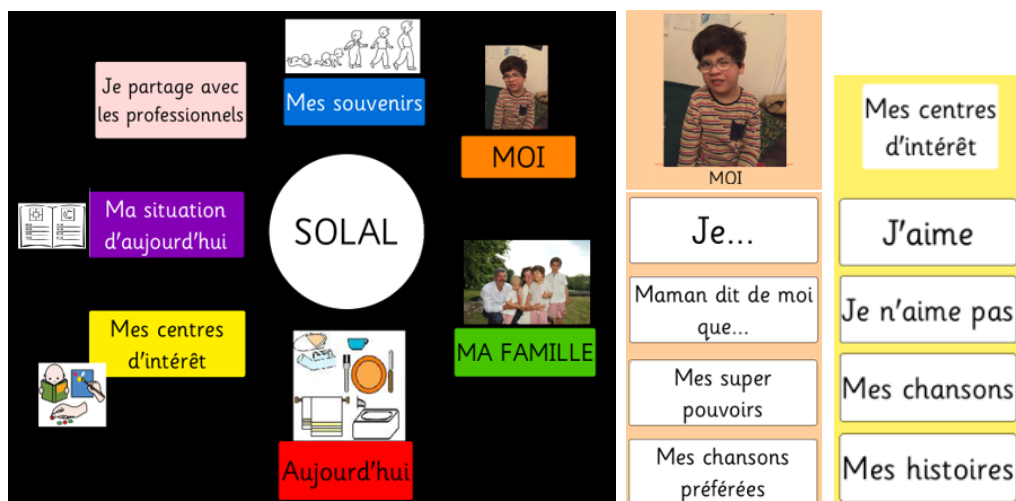 Mes souvenirs
Je partage avec
les professionnels
MOI
Ma situation
d'aujourd'hui
SOLAL
Mes centres
d'intérêt
MA FAMILLE
Aujourd'hui
MOI
Je...
Maman dit de moi
que...
Mes super
pouvoirs
Mes chansons
préférées
Mes centres
d'intérêt
J'aime
Je n'aime pas
Mes chansons
Mes histoires